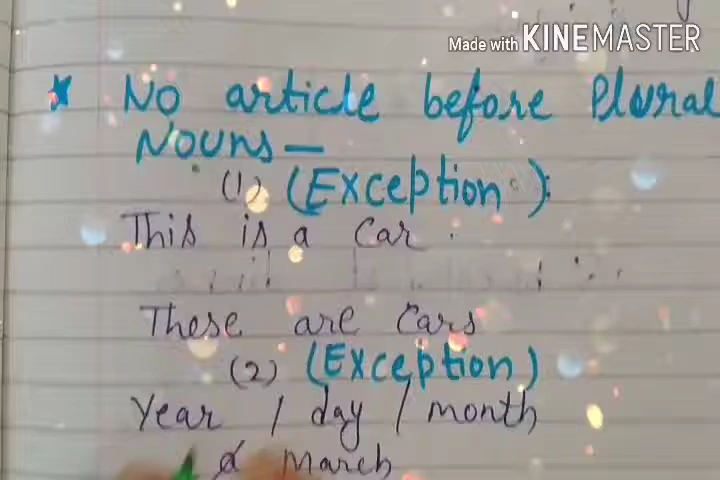 Made with KINEMASTER
* No article before Plural
Nouns —
(1) (Exception):
This is a Car.
These are Cars
(2) (Exception)
Year / day / month
March